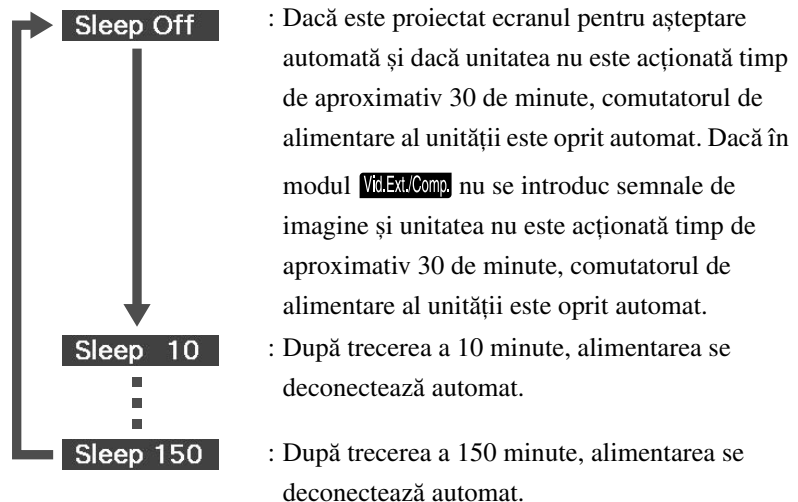 Sleep Off : Dacă este proiectat ecranul pentru așteptare
automată și dacă unitatea nu este acționată timp
de aproximativ 30 de minute, comutatorul de
alimentare al unității este oprit automat. Dacă în
modul Vid.Ext./Comp. nu se introduc semnale de
imagine și unitatea nu este acționată timp de
aproximativ 30 de minute, comutatorul de
alimentare al unității este oprit automat.
Sleep 10 : După trecerea a 10 minute, alimentarea se
deconectează automat.
Sleep 150 : După trecerea a 150 minute, alimentarea se
deconectează automat.